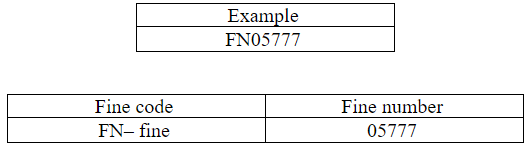 Example
FN05777
Fine code Fine number
FN– fine 05777